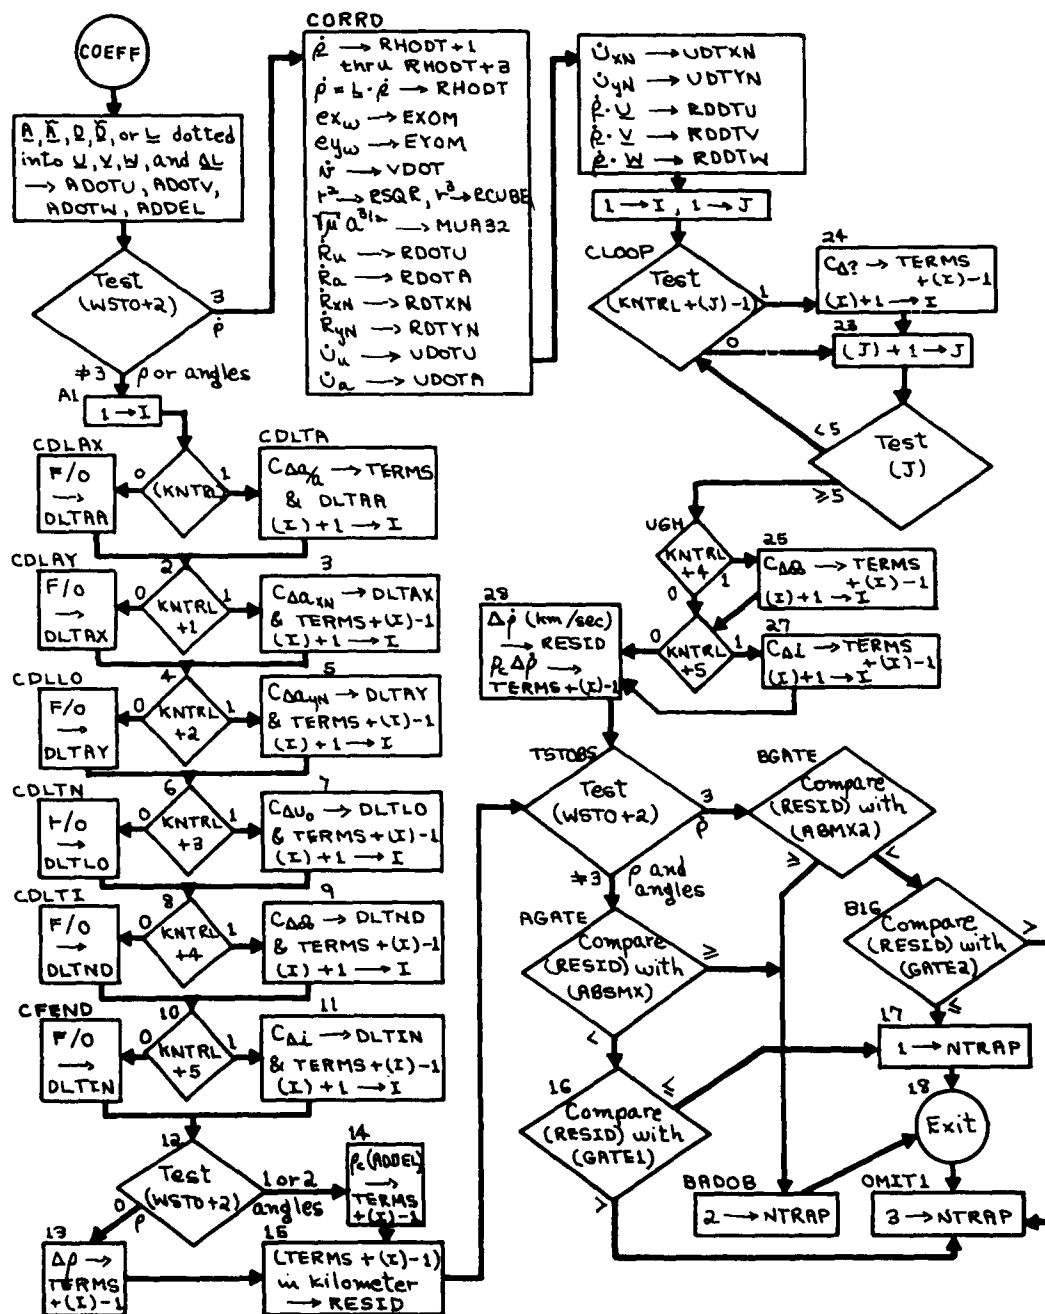 COEFF
A, Ã, D, D̃, or L dotted
into U, V, W, and ΔL
→ ADOTU, ADOTV,
ADOTW, ADDEL
Test
(WSTO+2)
3
ρ̇
≠3 ρ or angles
A1
1 → I
CORRD
ρ̇ → RHODT+1
thru RHODT+3
ρ̇ = L · ρ̇ → RHODT
exω → EXOM
eyω → EYOM
v̇ → VDOT
r² → RSQR, r³ → RCUBE
√μ a^3/2 → MUA32
Ṙu → RDOTU
Ṙa → RDOTA
ṘxN → RDTXN
ṘyN → RDTYN
U̇u → UDOTU
U̇a → UDOTA
U̇xN → UDTXN
U̇yN → UDTYN
ρ̇ · U → RDDTU
ρ̇ · V → RDDTV
ρ̇ · W → RDDTW
1 → I, 1 → J
CLOOP
Test
(KNTRL+(J)-1)
1
0
24
CΔ? → TERMS
+(I)-1
(I)+1 → I
23
(J)+1 → J
Test
(J)
<5
≥5
UGH
KNTRL
+4
1
0
25
CΔΩ → TERMS
+(I)-1
(I)+1 → I
KNTRL
+5
0
1
27
CΔi → TERMS
+(I)-1
(I)+1 → I
28
Δρ̇ (km/sec)
→ RESID
ρc Δρ̇ →
TERMS+(I)-1
CDLAX
F/0
→
DLTAA
0
(KNTRL)
1
CDLTA
CΔa/a → TERMS
& DLTAA
(I)+1 → I
CDLAY
F/0
→
DLTAX
2
0
KNTRL
+1
1
3
CΔaxN → DLTAX
& TERMS+(I)-1
(I)+1 → I
CDLLO
F/0
→
DLTAY
4
0
KNTRL
+2
1
5
CΔayN → DLTAY
& TERMS+(I)-1
(I)+1 → I
CDLTN
F/0
→
DLTLO
6
0
KNTRL
+3
1
7
CΔU₀ → DLTLO
& TERMS+(I)-1
(I)+1 → I
CDLTI
F/0
→
DLTND
8
0
KNTRL
+4
1
9
CΔΩ → DLTND
& TERMS+(I)-1
(I)+1 → I
CFEND
F/0
→
DLTIN
10
0
KNTRL
+5
1
11
CΔi → DLTIN
& TERMS+(I)-1
(I)+1 → I
12
Test
(WSTO+2)
0
ρ
1 or 2
angles
13
Δρ →
TERMS
+(I)-1
14
ρc(ADDEL)
→
TERMS
+(I)-1
15
(TERMS+(I)-1)
in kilometer
→ RESID
TSTOBS
Test
(WSTO+2)
3
ρ̇
≠3
ρ and
angles
BGATE
Compare
(RESID) with
(ABMX2)
≥
<
B16
Compare
(RESID) with
(GATE2)
>
≤
AGATE
Compare
(RESID) with
(ABSMX)
≥
<
16
Compare
(RESID) with
(GATE1)
≤
>
17
1 → NTRAP
18
Exit
BADOB
2 → NTRAP
OMIT1
3 → NTRAP